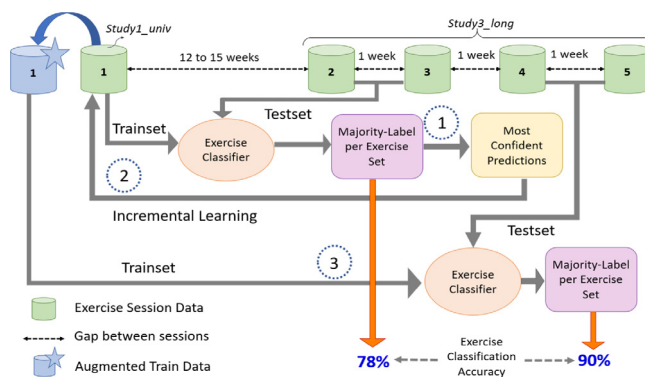 Study1_univ
Study3_long
12 to 15 weeks
1 week
1 week
1 week
1
1
2
3
4
5
Trainset
Testset
Exercise
Classifier
Majority-Label
per Exercise
Set
1
Most
Confident
Predictions
2
Incremental Learning
Testset
Trainset
3
Exercise
Classifier
Majority-Label
per Exercise
Set
Exercise Session Data
Gap between sessions
Augmented Train Data
78%
Exercise
Classification
Accuracy
90%